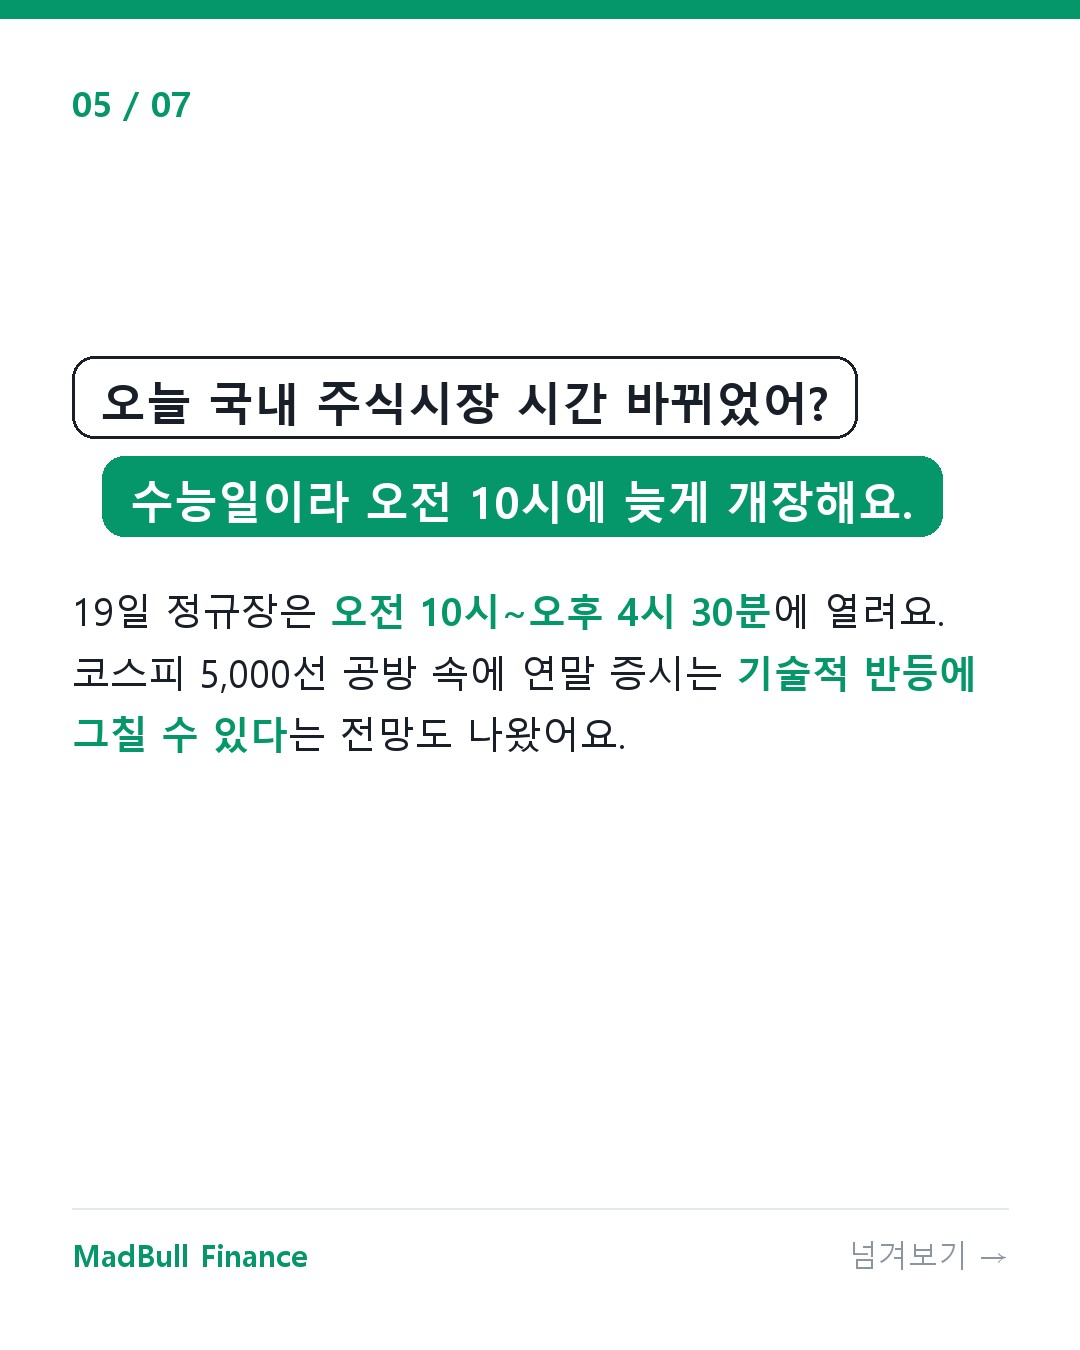 05 / 07
오늘 국내 주식시장 시간 바뀌었어?
수능일이라 오전 10시에 늦게 개장해요.
19일 정규장은 오전 10시~오후 4시 30분에 열려요.
코스피 5,000선 공방 속에 연말 증시는 기술적 반등에
그칠 수 있다는 전망도 나왔어요.
MadBull Finance
넘겨보기 →